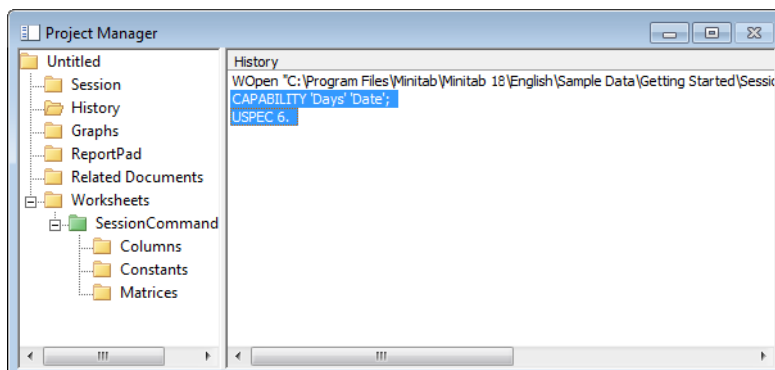 Project Manager
Untitled
Session
History
Graphs
ReportPad
Related Documents
Worksheets
SessionCommand
Columns
Constants
Matrices
History
WOpen "C:\Program Files\Minitab\Minitab 18\English\Sample Data\Getting Started\Sessio
CAPABILITY 'Days' 'Date';
USPEC 6.